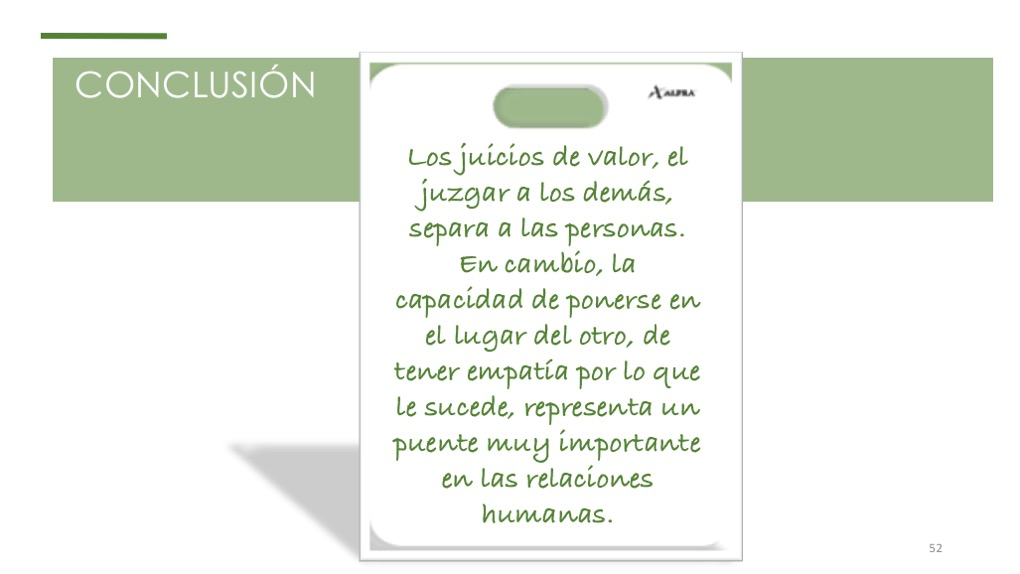 CONCLUSIÓN
Los juicios de valor, el
juzgar a los demás,
separa a las personas.
En cambio, la
capacidad de ponerse en
el lugar del otro, de
tener empatía por lo que
le sucede, representa un
puente muy importante
en las relaciones
humanas.
52